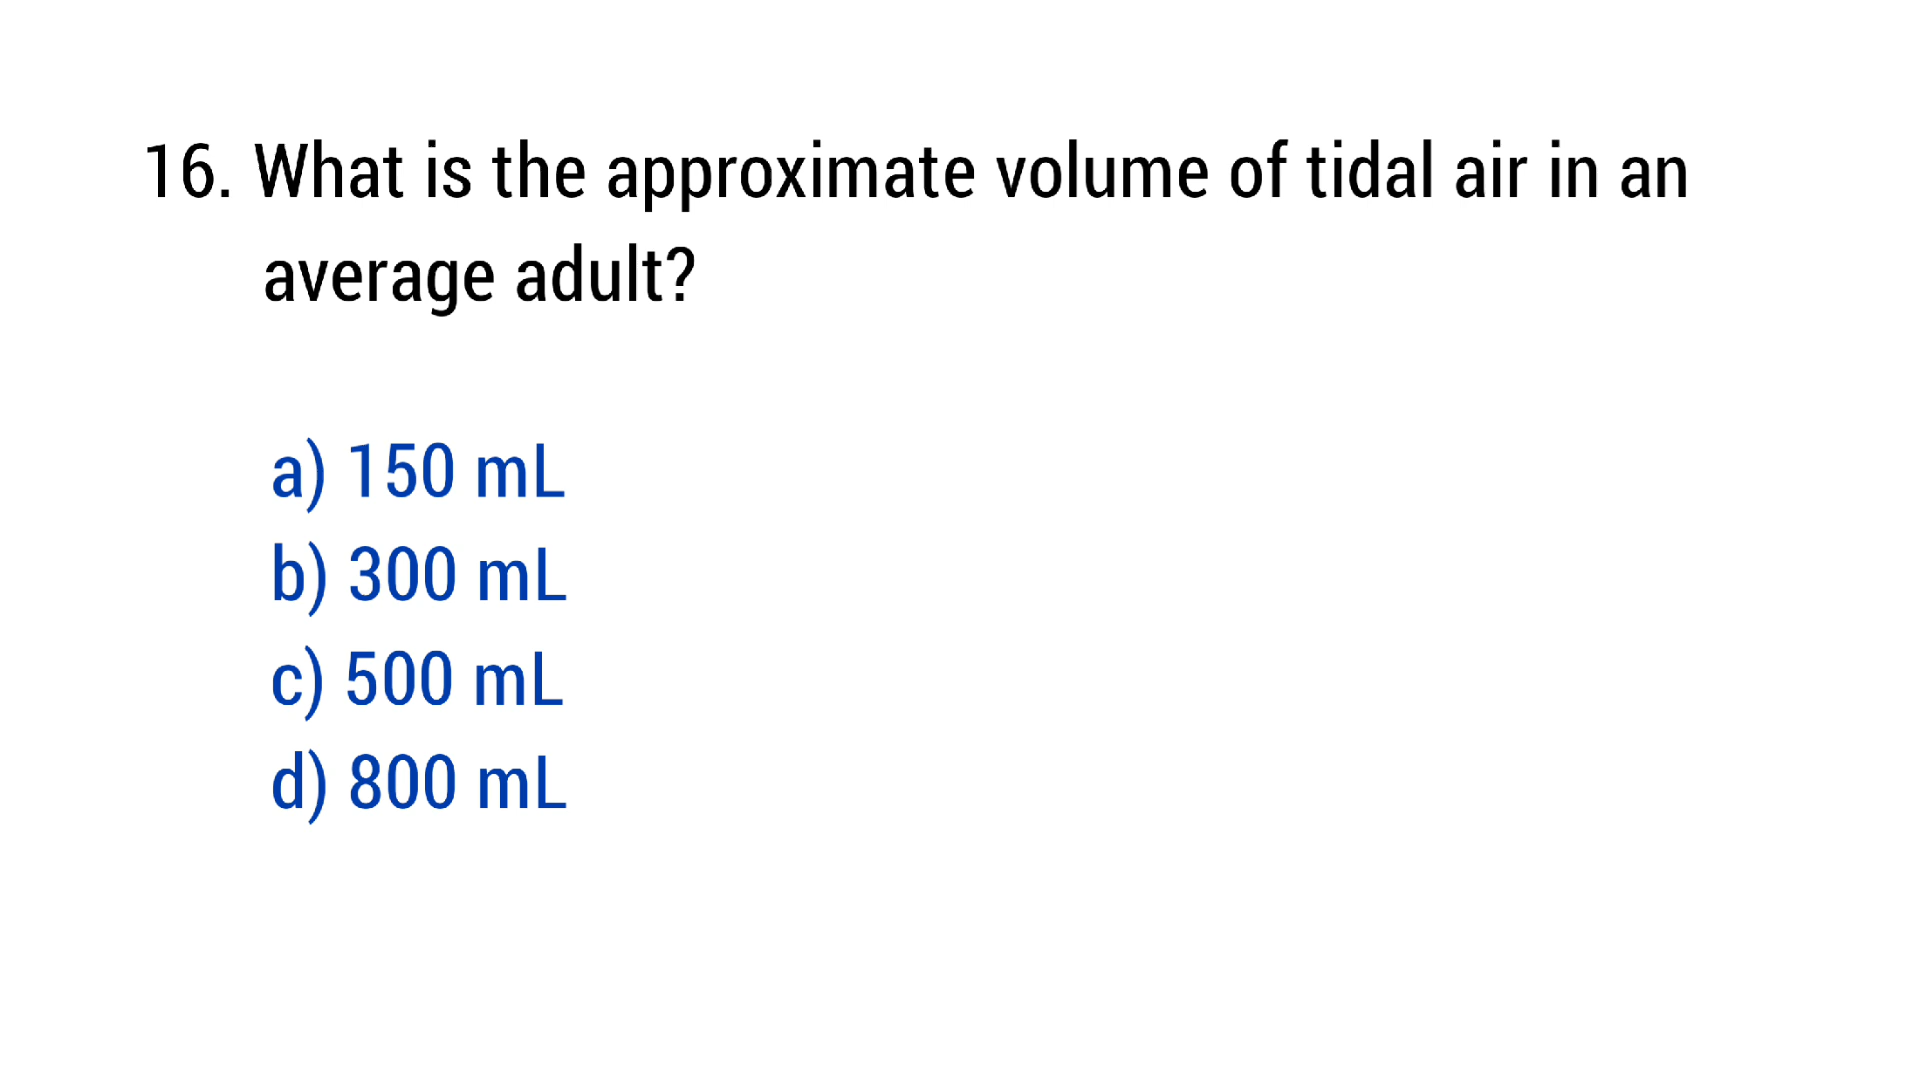 16. What is the approximate volume of tidal air in an
average adult?
a) 150 mL
b) 300 mL
c) 500 mL
d) 800 mL